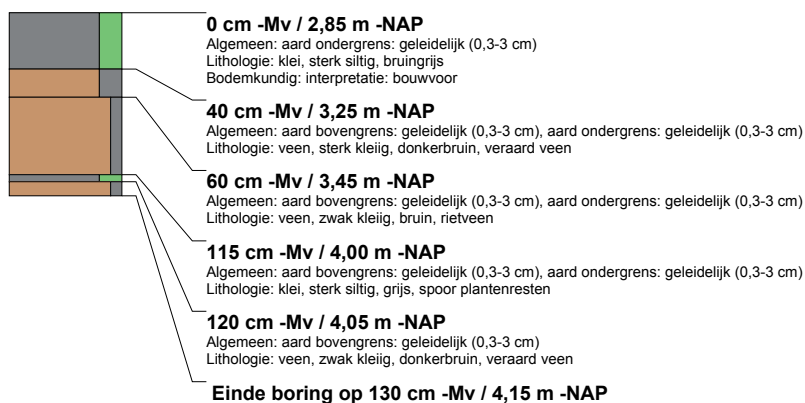 0 cm -Mv / 2,85 m -NAP
Algemeen: aard ondergrens: geleidelijk (0,3-3 cm)
Lithologie: klei, sterk siltig, bruingrijs
Bodemkundig: interpretatie: bouwvoor
40 cm -Mv / 3,25 m -NAP
Algemeen: aard bovengrens: geleidelijk (0,3-3 cm), aard ondergrens: geleidelijk (0,3-3 cm)
Lithologie: veen, sterk kleiig, donkerbruin, veraard veen
60 cm -Mv / 3,45 m -NAP
Algemeen: aard bovengrens: geleidelijk (0,3-3 cm), aard ondergrens: geleidelijk (0,3-3 cm)
Lithologie: veen, zwak kleiig, bruin, rietveen
115 cm -Mv / 4,00 m -NAP
Algemeen: aard bovengrens: geleidelijk (0,3-3 cm), aard ondergrens: geleidelijk (0,3-3 cm)
Lithologie: klei, sterk siltig, grijs, spoor plantenresten
120 cm -Mv / 4,05 m -NAP
Algemeen: aard bovengrens: geleidelijk (0,3-3 cm)
Lithologie: veen, zwak kleiig, donkerbruin, veraard veen
Einde boring op 130 cm -Mv / 4,15 m -NAP